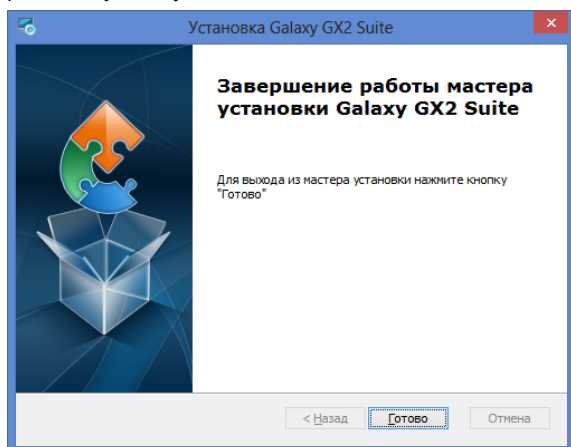 Установка Galaxy GX2 Suite
Завершение работы мастера
установки Galaxy GX2 Suite
Для выхода из мастера установки нажмите кнопку
"Готово"
< Назад
Готово
Отмена